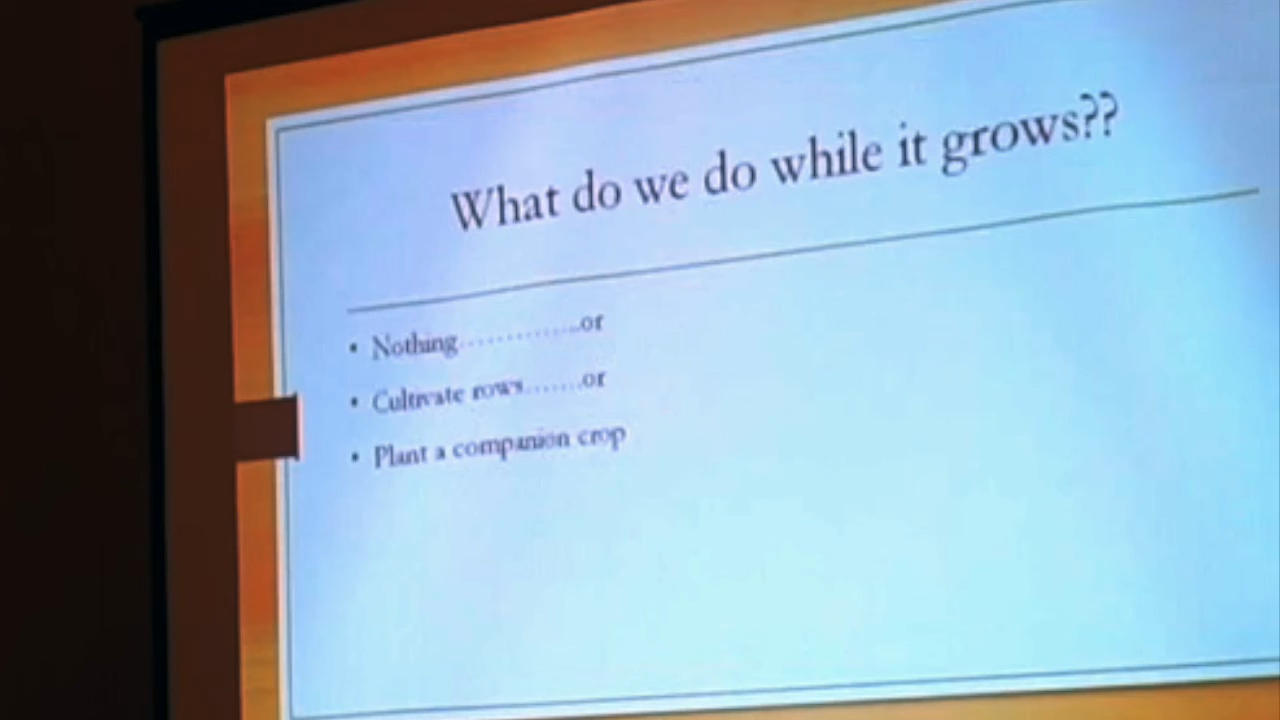 What do we do while it grows??
• Nothing..............or
• Cultivate rows.......or
• Plant a companion crop